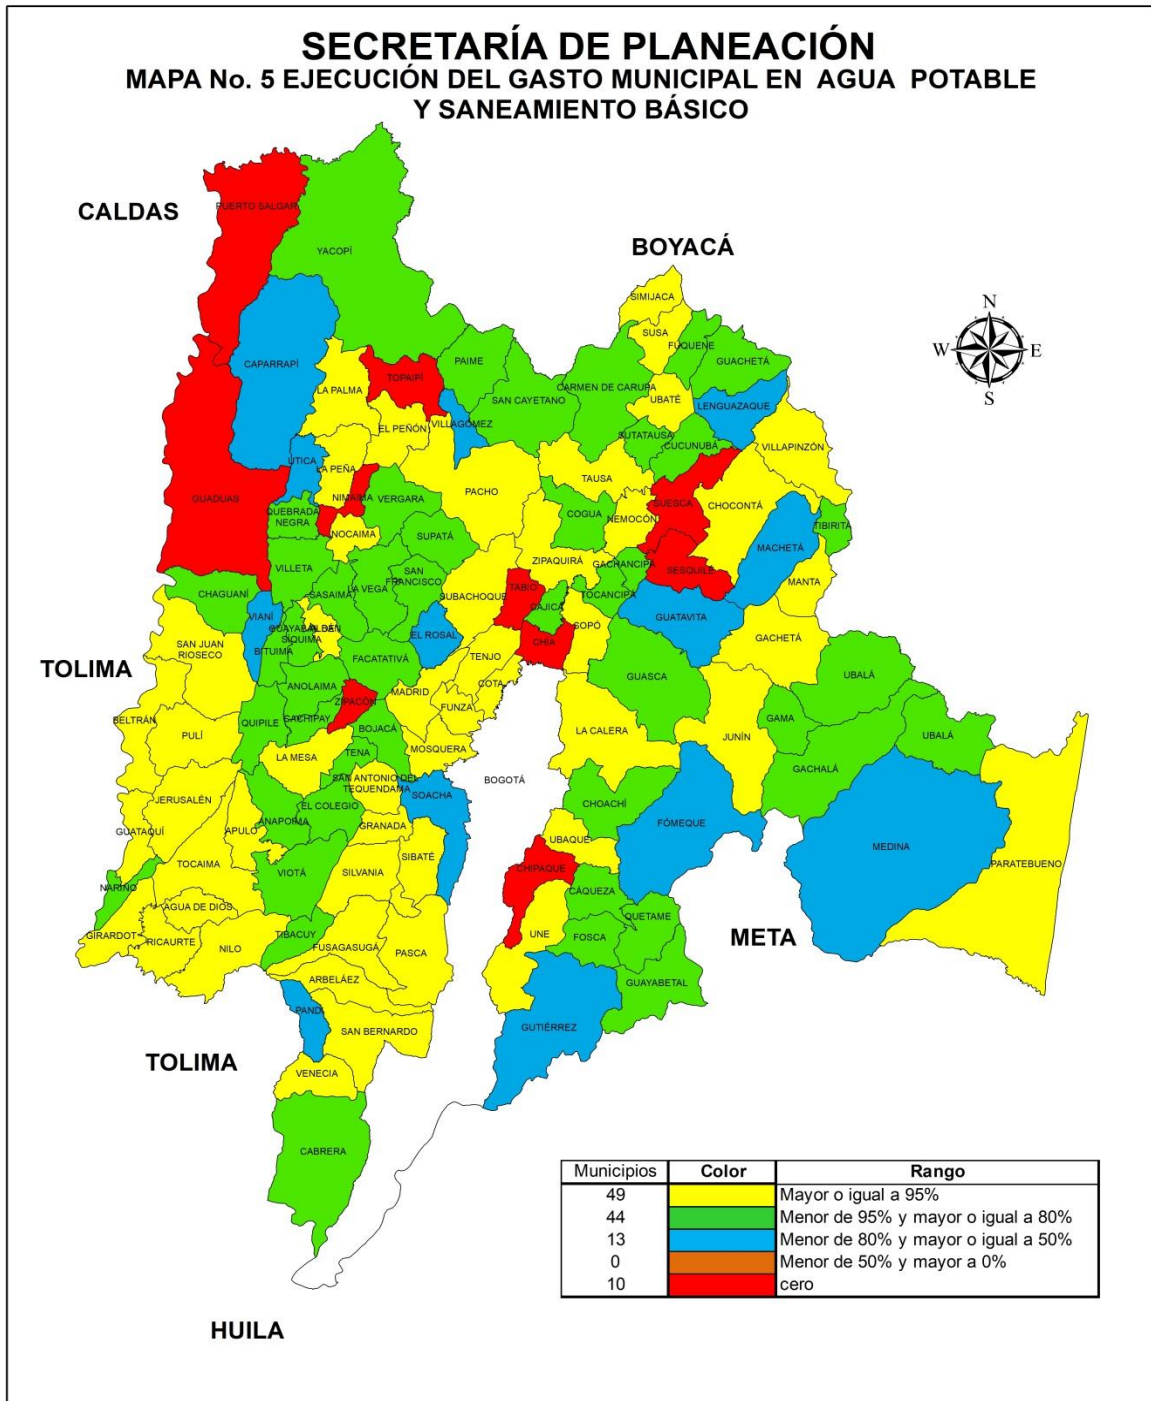 SECRETARÍA DE PLANEACIÓN
MAPA No. 5 EJECUCIÓN DEL GASTO MUNICIPAL EN AGUA POTABLE
Y SANEAMIENTO BÁSICO
CALDAS
PUERTO SALGAR
YACOPÍ
BOYACÁ
SIMIJACA
SUSA
FÚQUENE
GUACHETÁ
N
W
E
S
CAPARRAPÍ
TOPAIPÍ
PAIME
SAN CAYETANO
CARMEN DE CARUPA
UBATÉ
LENGUAZAQUE
LA PALMA
EL PEÑÓN
VILLAGÓMEZ
SUTATAUSA
CUCUNUBÁ
VILLAPINZÓN
ÚTICA
LA PEÑA
PACHO
TAUSA
GUADUAS
NIMAIMA
VERGARA
SUESCA
CHOCONTÁ
QUEBRADA
NEGRA
NOCAIMA
SUPATÁ
COGUA
NEMOCÓN
MACHETÁ
TIBIRITÁ
VILLETA
ZIPAQUIRÁ
GACHANCIPA
SESQUILÉ
MANTA
CHAGUANÍ
SASAIMA
LA VEGA
SAN
FRANCISCO
SUBACHOQUE
TABIO
CAJICÁ
TOCANCIPA
GUATAVITA
VIANÍ
SIQUIMA
BITUIMA
EL ROSAL
CHÍA
SOPÓ
GACHETÁ
SAN JUAN
RIOSECO
TOLIMA
FACATATIVÁ
TENJO
COTA
GUASCA
UBALÁ
ANOLAIMA
ZIPACÓN
MADRID
FUNZA
BELTRÁN
PULÍ
QUIPILE
CACHIPAY
BOJACÁ
LA CALERA
JUNÍN
GAMA
UBALÁ
LA MESA
TENA
MOSQUERA
GACHALÁ
BOGOTÁ
SAN ANTONIO DEL
TEQUENDAMA
SOACHA
JERUSALÉN
EL COLEGIO
CHOACHÍ
GUATAQUÍ
APULO
ANAPOIMA
GRANADA
FÓMEQUE
UBAQUE
SIBATÉ
MEDINA
TOCAIMA
VIOTÁ
SILVANIA
CHIPAQUE
PARATEBUENO
NARIÑO
CÁQUEZA
AGUA DE DIOS
QUETAME
GIRARDOT
RICAURTE
NILO
TIBACUY
FUSAGASUGÁ
PASCA
UNE
FOSCA
META
ARBELÁEZ
GUAYABETAL
PANDI
SAN BERNARDO
GUTIÉRREZ
TOLIMA
VENECIA
CABRERA
HUILA
Municipios Color Rango
49 Mayor o igual a 95%
44 Menor de 95% y mayor o igual a 80%
13 Menor de 80% y mayor o igual a 50%
0 Menor de 50% y mayor a 0%
10 cero